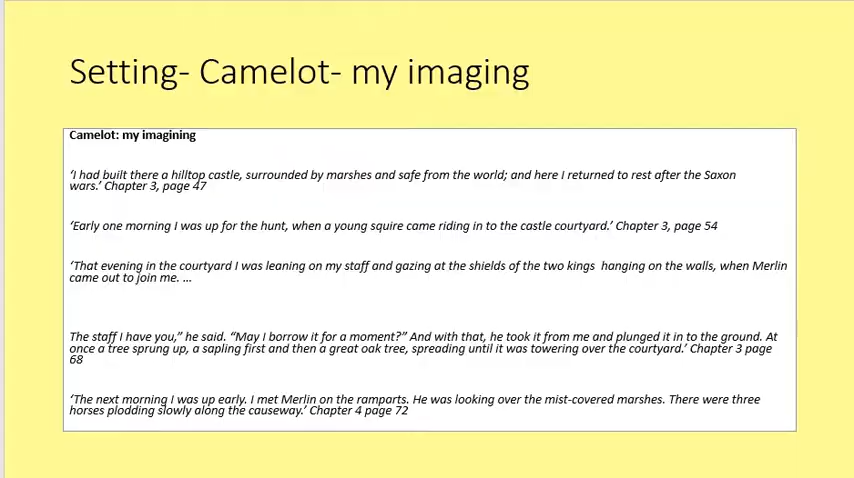 Setting- Camelot- my imaging
Camelot: my imagining
‘I had built there a hilltop castle, surrounded by marshes and safe from the world; and here I returned to rest after the Saxon
wars.’ Chapter 3, page 47
‘Early one morning I was up for the hunt, when a young squire came riding in to the castle courtyard.’ Chapter 3, page 54
‘That evening in the courtyard I was leaning on my staff and gazing at the shields of the two kings  hanging on the walls, when Merlin
came out to join me. …
The staff I have you,” he said. “May I borrow it for a moment?” And with that, he took it from me and plunged it in to the ground. At
once a tree sprung up, a sapling first and then a great oak tree, spreading until it was towering over the courtyard.’ Chapter 3 page
68
‘The next morning I was up early. I met Merlin on the ramparts. He was looking over the mist-covered marshes. There were three
horses plodding slowly along the causeway.’ Chapter 4 page 72